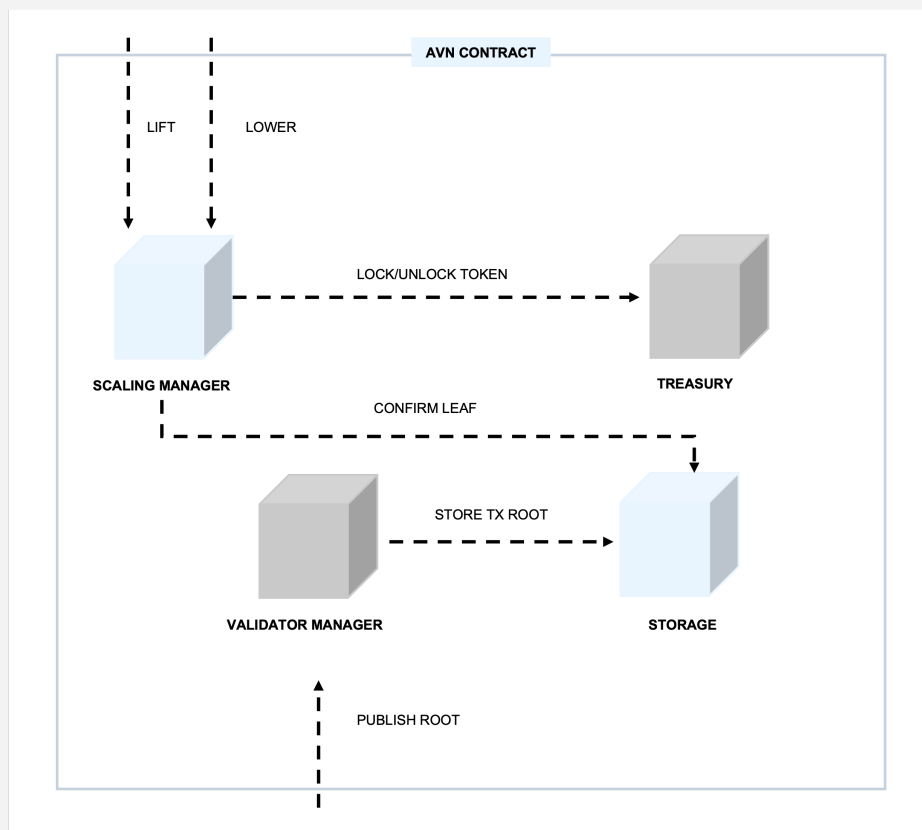 AVN CONTRACT
LIFT
LOWER
LOCK/UNLOCK TOKEN
SCALING MANAGER
TREASURY
CONFIRM LEAF
STORE TX ROOT
VALIDATOR MANAGER
STORAGE
PUBLISH ROOT